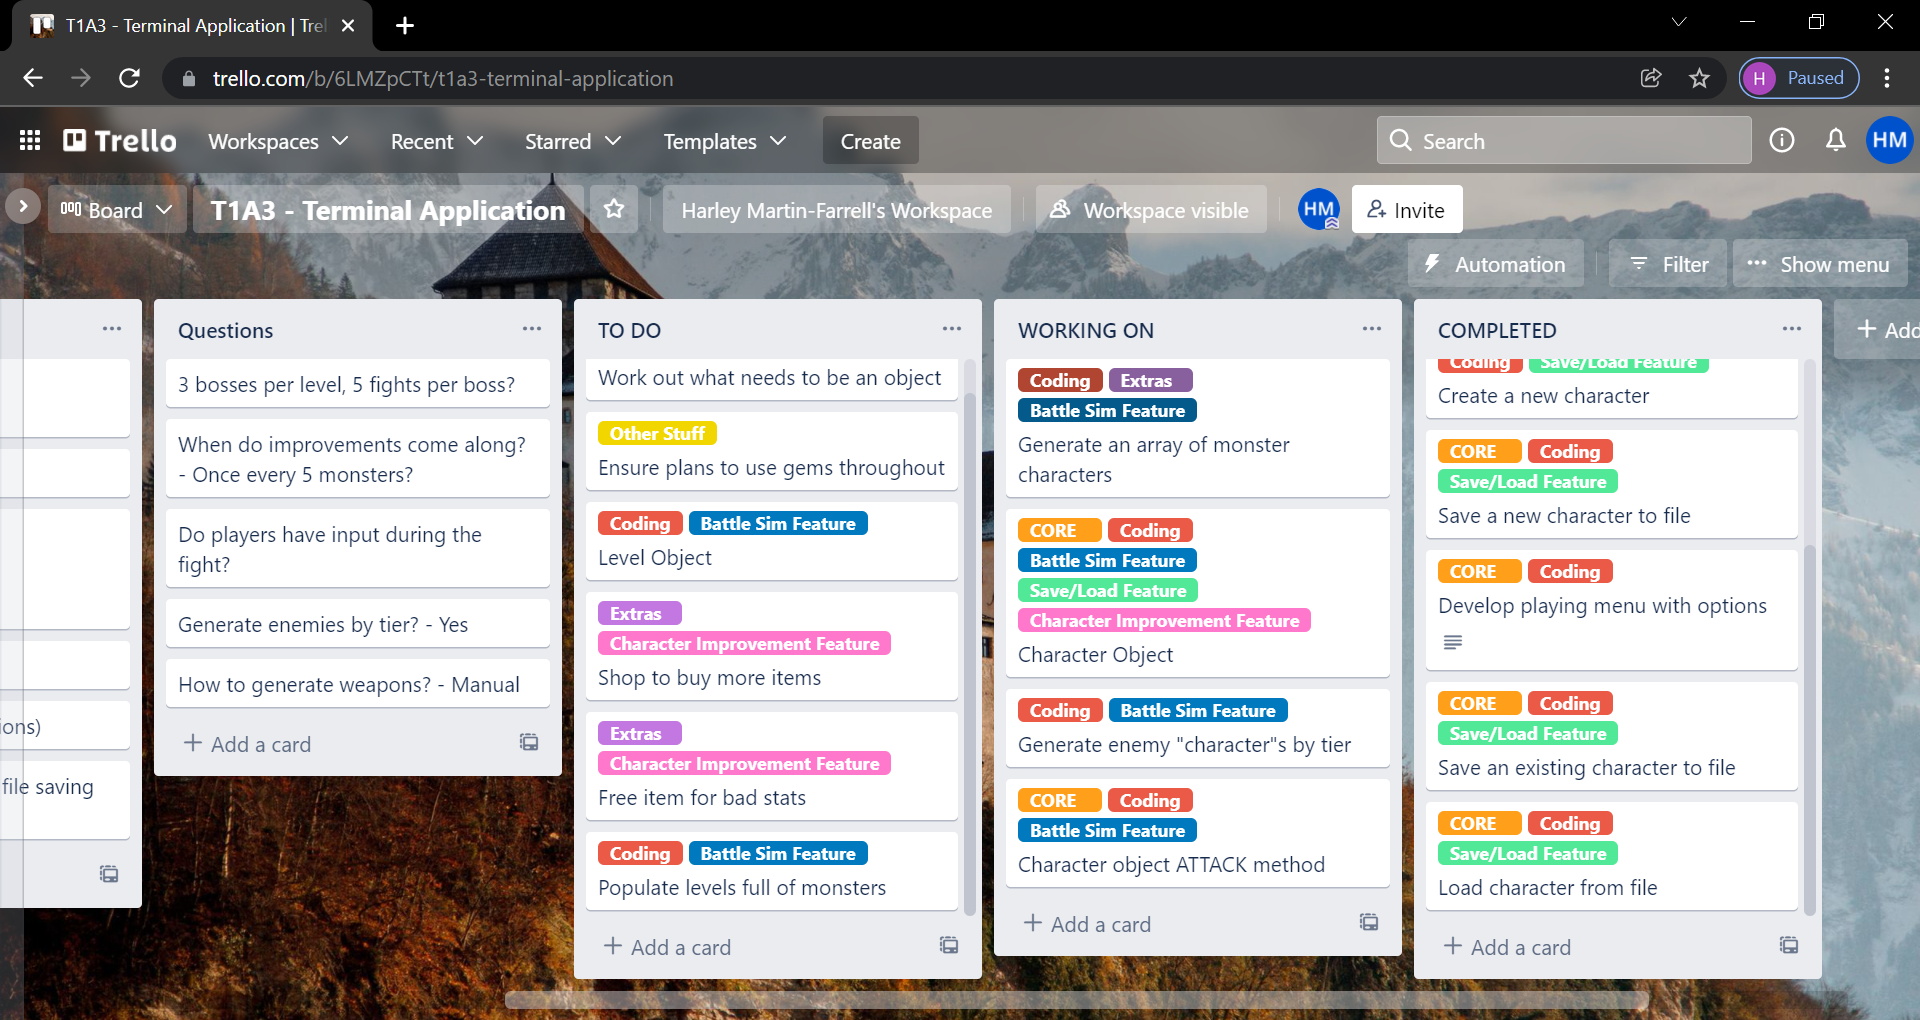 T1A3 - Terminal Application | Trel
trello.com/b/6LMZpCTt/t1a3-terminal-application
H Paused
Trello Workspaces Recent Starred Templates Create Search HM
Board T1A3 - Terminal Application Harley Martin-Farrell's Workspace Workspace visible HM Invite
Automation Filter Show menu
ions)
file saving
Questions
3 bosses per level, 5 fights per boss?
When do improvements come along?
- Once every 5 monsters?
Do players have input during the
fight?
Generate enemies by tier? - Yes
How to generate weapons? - Manual
+ Add a card
TO DO
Work out what needs to be an object
Other Stuff
Ensure plans to use gems throughout
Coding Battle Sim Feature
Level Object
Extras
Character Improvement Feature
Shop to buy more items
Extras
Character Improvement Feature
Free item for bad stats
Coding Battle Sim Feature
Populate levels full of monsters
+ Add a card
WORKING ON
Coding Extras
Battle Sim Feature
Generate an array of monster
characters
CORE Coding
Battle Sim Feature
Save/Load Feature
Character Improvement Feature
Character Object
Coding Battle Sim Feature
Generate enemy "character"s by tier
CORE Coding
Battle Sim Feature
Character object ATTACK method
+ Add a card
COMPLETED
Coding Save/Load Feature
Create a new character
CORE Coding
Save/Load Feature
Save a new character to file
CORE Coding
Develop playing menu with options
CORE Coding
Save/Load Feature
Save an existing character to file
CORE Coding
Save/Load Feature
Load character from file
+ Add a card
+ Add